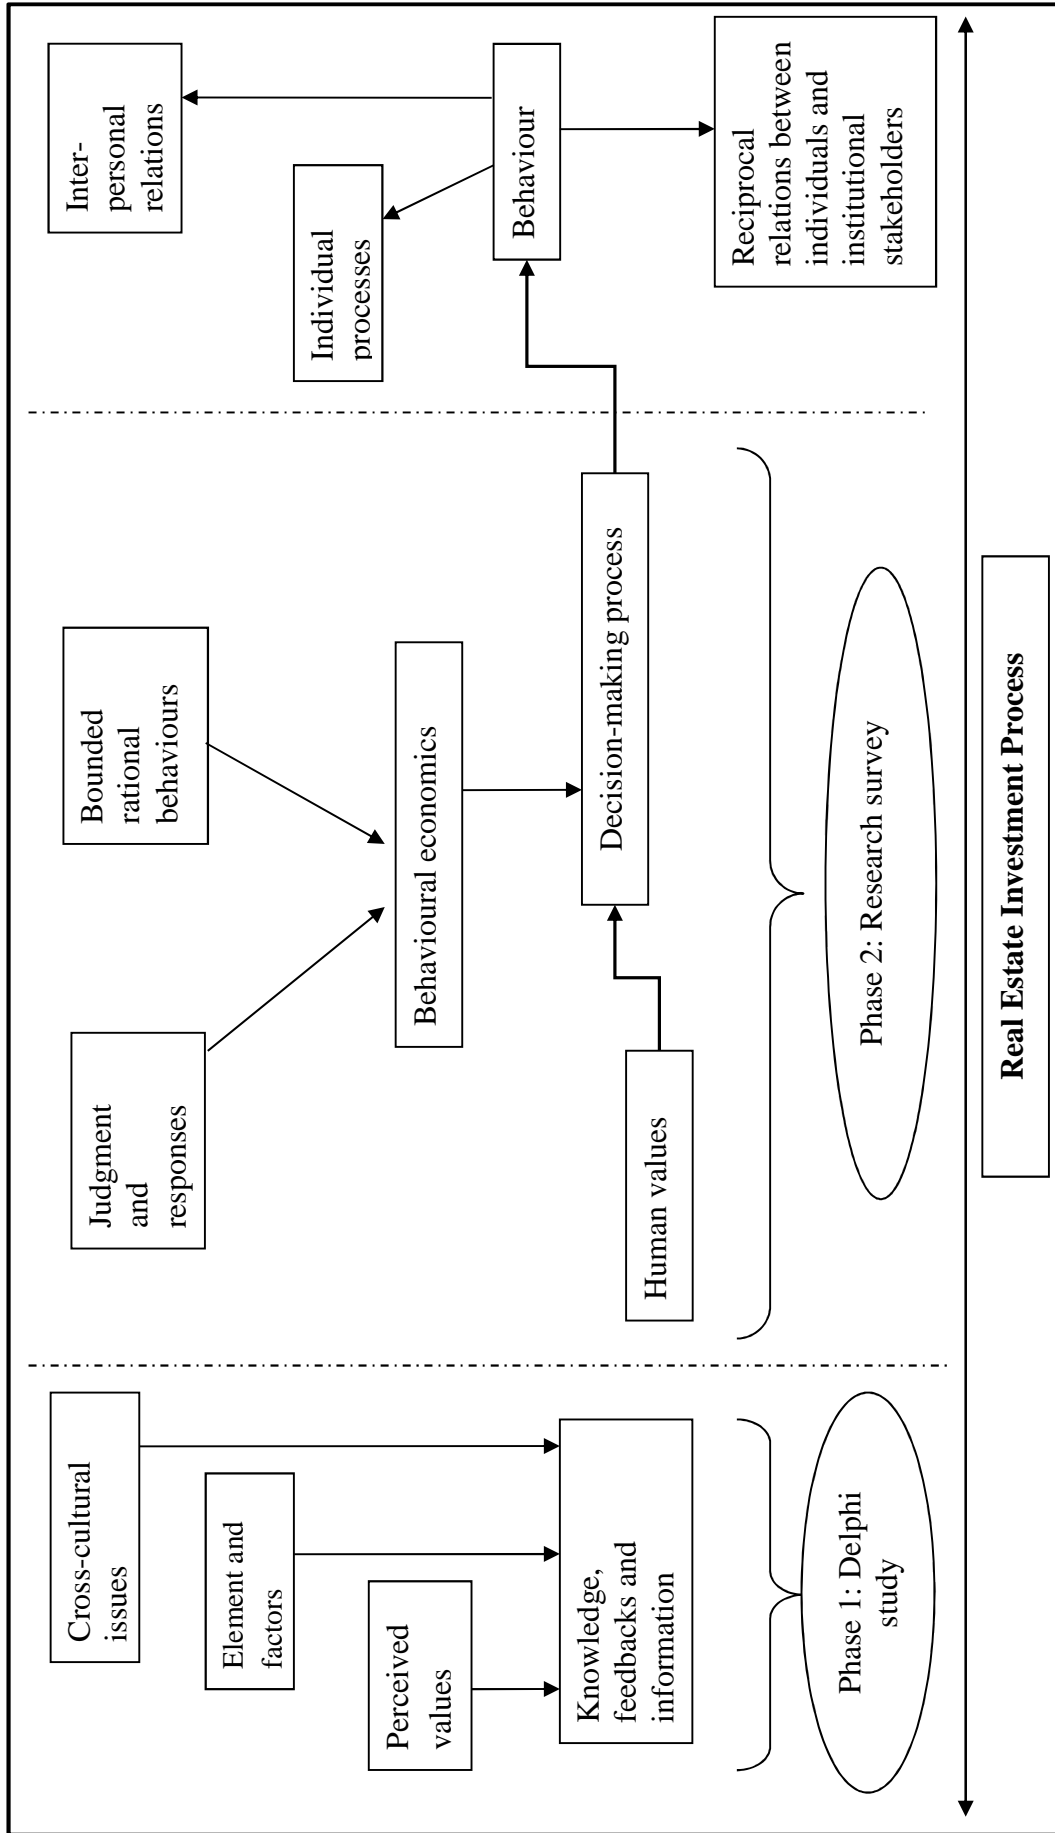 Cross-cultural
issues
Element and
factors
Perceived
values
Knowledge,
feedbacks and
information
Phase 1: Delphi
study
Judgment
and
responses
Bounded
rational
behaviours
Behavioural economics
Decision-making process
Human values
Phase 2: Research survey
Inter-
personal
relations
Individual
processes
Behaviour
Reciprocal
relations between
individuals and
institutional
stakeholders
Real Estate Investment Process